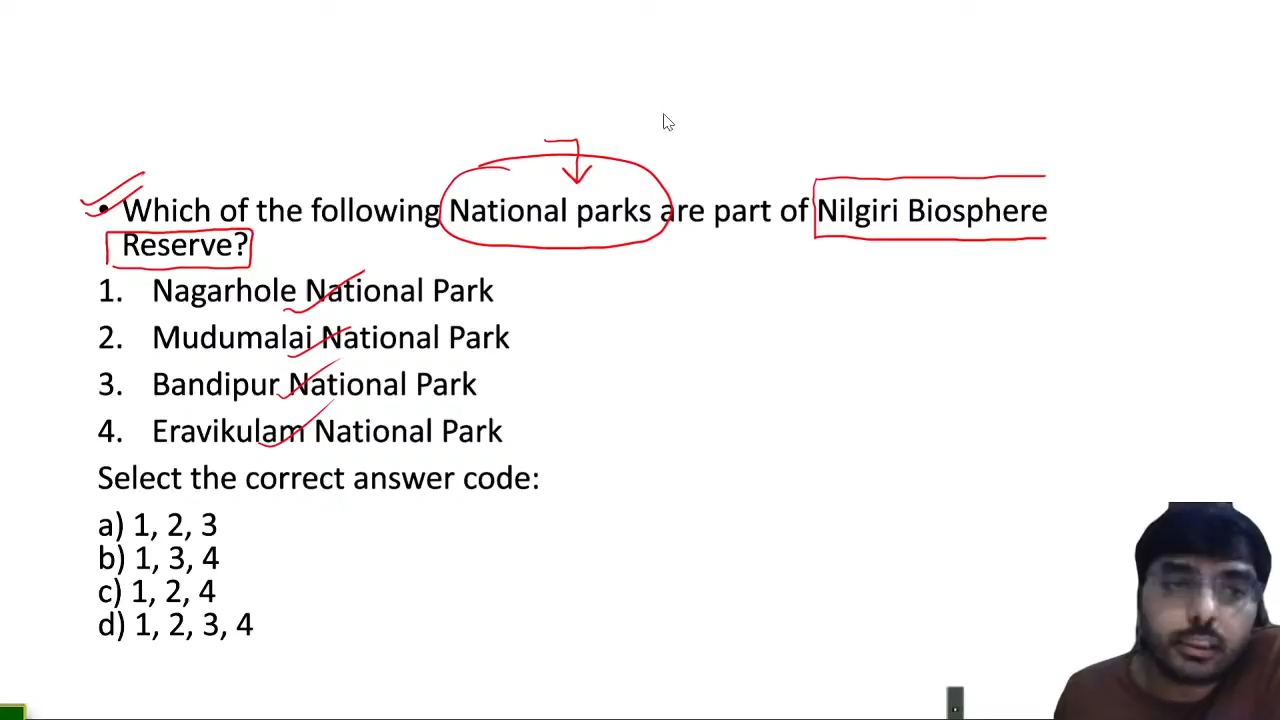 • Which of the following National parks are part of Nilgiri Biosphere
Reserve?
1. Nagarhole National Park
2. Mudumalai National Park
3. Bandipur National Park
4. Eravikulam National Park
Select the correct answer code:
a) 1, 2, 3
b) 1, 3, 4
c) 1, 2, 4
d) 1, 2, 3, 4